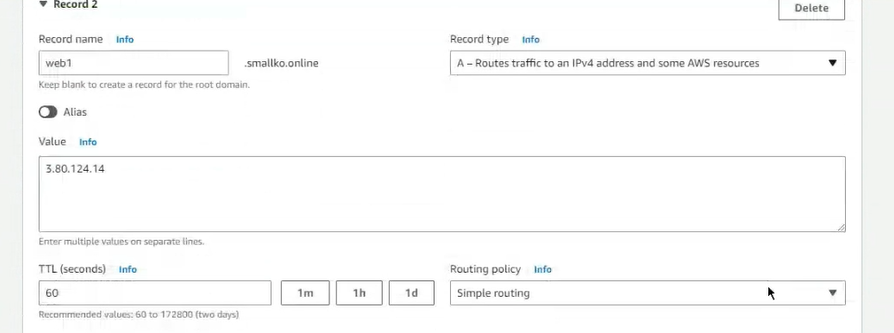 ▼ Record 2
Delete
Record name Info
Record type Info
web1 .smallko.online
A – Routes traffic to an IPv4 address and some AWS resources
Keep blank to create a record for the root domain.
Alias
Value Info
3.80.124.14
Enter multiple values on separate lines.
TTL (seconds) Info
Routing policy Info
60 1m 1h 1d
Simple routing
Recommended values: 60 to 172800 (two days)